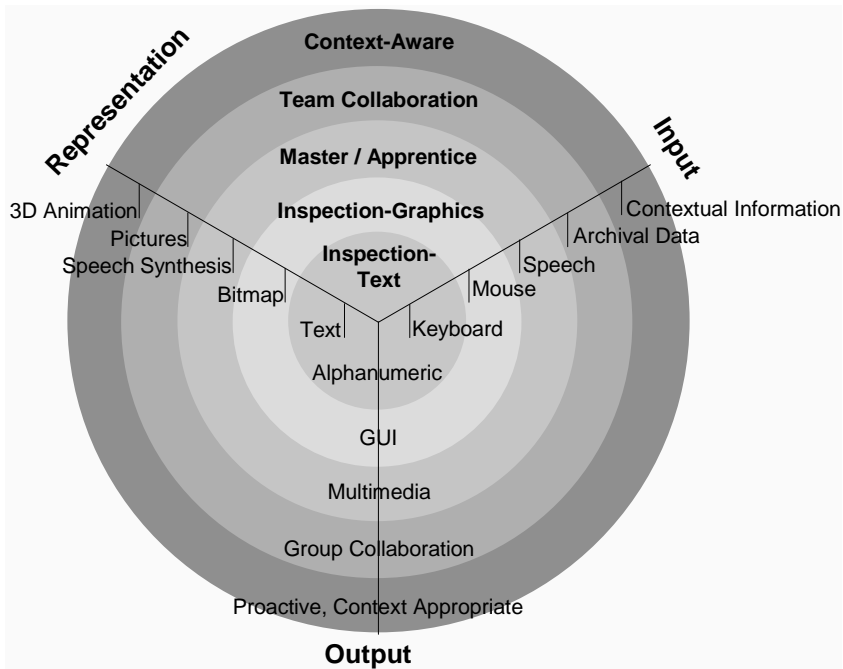 Context-Aware
Team Collaboration
Master / Apprentice
Inspection-Graphics
Inspection-
Text
Representation
3D Animation
Pictures
Speech Synthesis
Bitmap
Text
Input
Contextual Information
Archival Data
Speech
Mouse
Keyboard
Alphanumeric
GUI
Multimedia
Group Collaboration
Proactive, Context Appropriate
Output